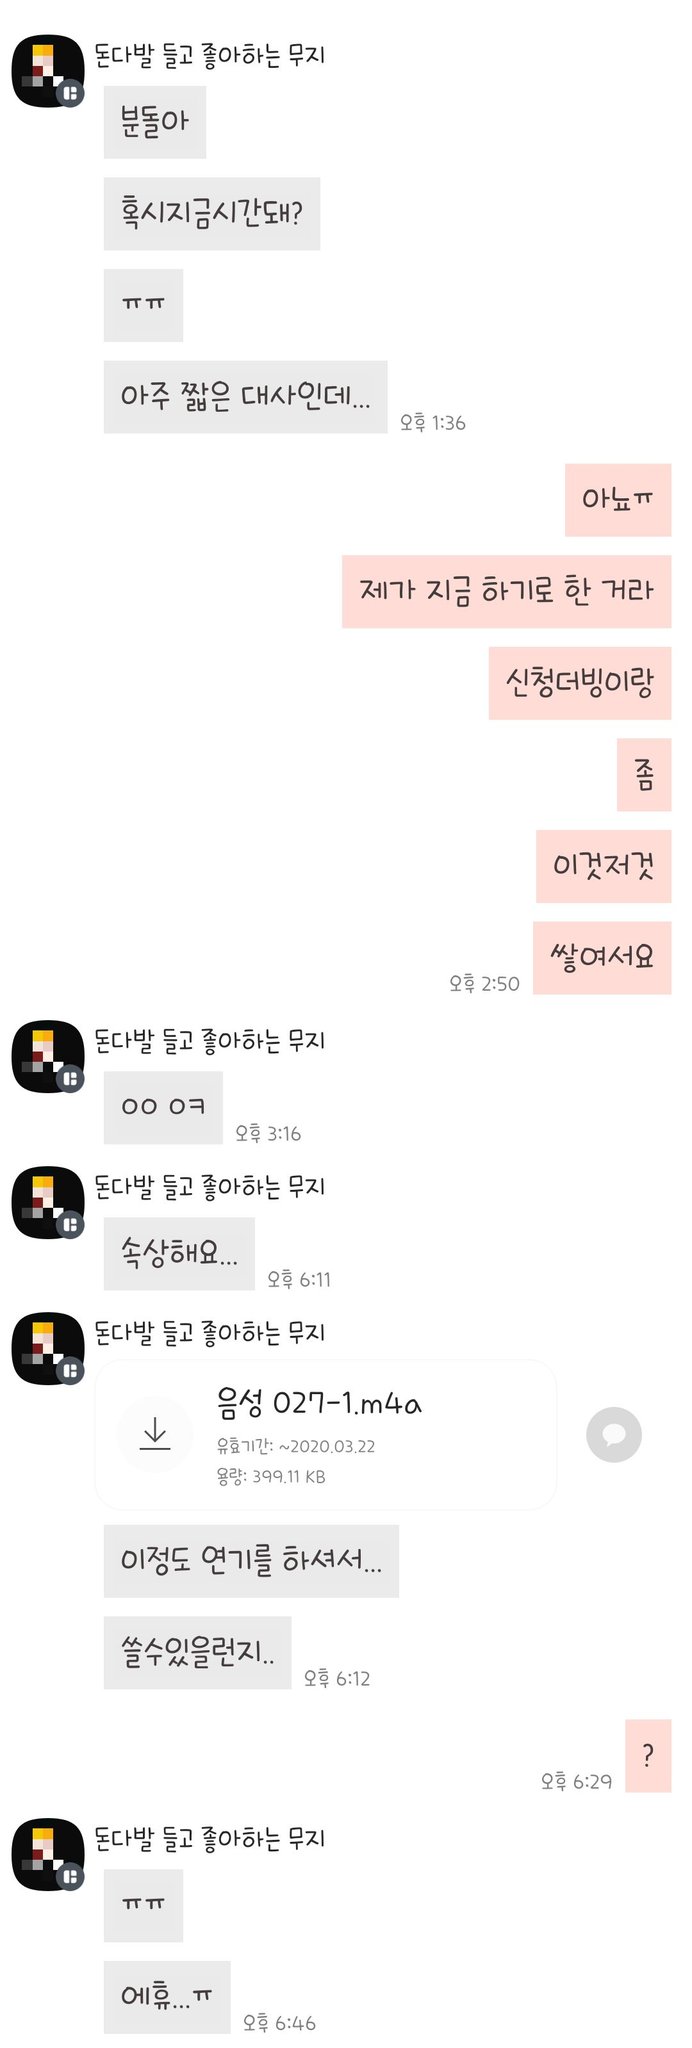 돈다발 들고 좋아하는 무지
분돌아
혹시지금시간돼?
ㅠㅠ
아주 짧은 대사인데...
오후 1:36
아뇨ㅠ
제가 지금 하기로 한 거라
신청더빙이랑
좀
이것저것
쌓여서요
오후 2:50
돈다발 들고 좋아하는 무지
ㅇㅇ ㅇㅋ
오후 3:16
돈다발 들고 좋아하는 무지
속상해요...
오후 6:11
돈다발 들고 좋아하는 무지
음성 027-1.m4a
유효기간: ~2020.03.22
용량: 399.11 KB
이정도 연기를 하셔서...
쓸수있을런지..
오후 6:12
?
오후 6:29
돈다발 들고 좋아하는 무지
ㅠㅠ
에휴...ㅠ
오후 6:46